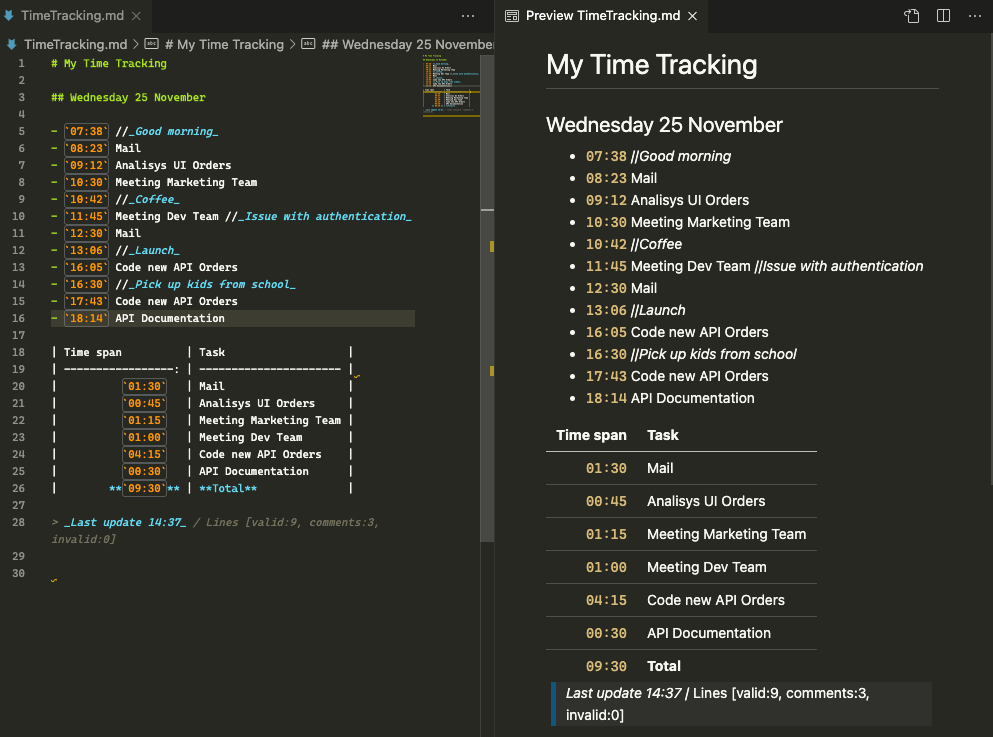 TimeTracking.md
TimeTracking.md > # My Time Tracking > ## Wednesday 25 November
1 # My Time Tracking
2
3 ## Wednesday 25 November
4
5 - `07:38` //_Good morning_
6 - `08:23` Mail
7 - `09:12` Analisys UI Orders
8 - `10:30` Meeting Marketing Team
9 - `10:42` //_Coffee_
10 - `11:45` Meeting Dev Team //_Issue with authentication_
11 - `12:30` Mail
12 - `13:06` //_Launch_
13 - `16:05` Code new API Orders
14 - `16:30` //_Pick up kids from school_
15 - `17:43` Code new API Orders
16 - `18:14` API Documentation
17
18 | Time span | Task |
19 | -----------------: | ---------------------- |
20 | `01:30` | Mail |
21 | `00:45` | Analisys UI Orders |
22 | `01:15` | Meeting Marketing Team |
23 | `01:00` | Meeting Dev Team |
24 | `04:15` | Code new API Orders |
25 | `00:30` | API Documentation |
26 | **`09:30`** | **Total** |
27
28 > _Last update 14:37_ / Lines [valid:9, comments:3,
invalid:0]
29
30
Preview TimeTracking.md
My Time Tracking
Wednesday 25 November
• 07:38 //Good morning
• 08:23 Mail
• 09:12 Analisys UI Orders
• 10:30 Meeting Marketing Team
• 10:42 //Coffee
• 11:45 Meeting Dev Team //Issue with authentication
• 12:30 Mail
• 13:06 //Launch
• 16:05 Code new API Orders
• 16:30 //Pick up kids from school
• 17:43 Code new API Orders
• 18:14 API Documentation
Time span Task
01:30 Mail
00:45 Analisys UI Orders
01:15 Meeting Marketing Team
01:00 Meeting Dev Team
04:15 Code new API Orders
00:30 API Documentation
09:30 Total
Last update 14:37 / Lines [valid:9, comments:3,
invalid:0]